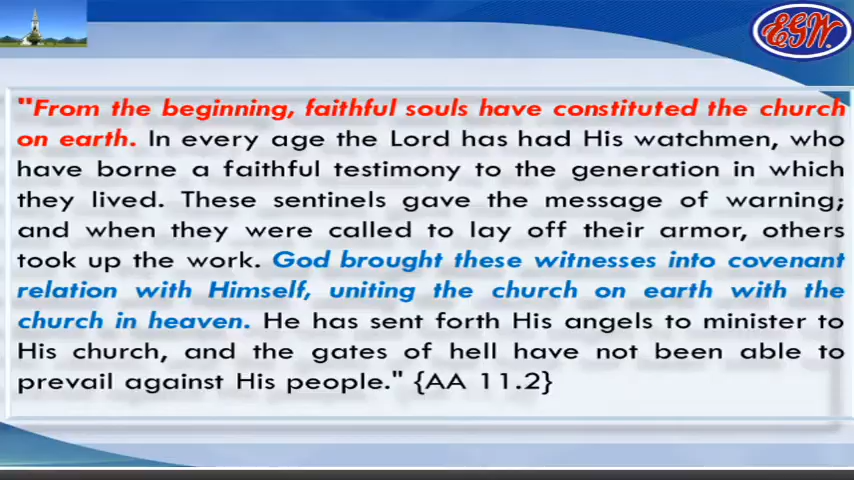 EGW
"From the beginning, faithful souls have constituted the church
on earth. In every age the Lord has had His watchmen, who
have borne a faithful testimony to the generation in which
they lived. These sentinels gave the message of warning;
and when they were called to lay off their armor, others
took up the work. God brought these witnesses into covenant
relation with Himself, uniting the church on earth with the
church in heaven. He has sent forth His angels to minister to
His church, and the gates of hell have not been able to
prevail against His people." {AA 11.2}